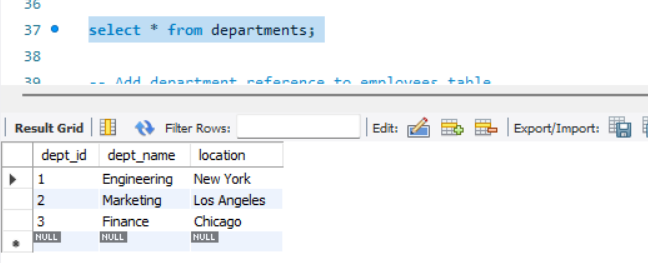 36
37 select * from departments;
38
39 -- Add department reference to employees table
Result Grid Filter Rows: Edit: Export/Import:
dept_id dept_name location
1 Engineering New York
2 Marketing Los Angeles
3 Finance Chicago
NULL NULL NULL